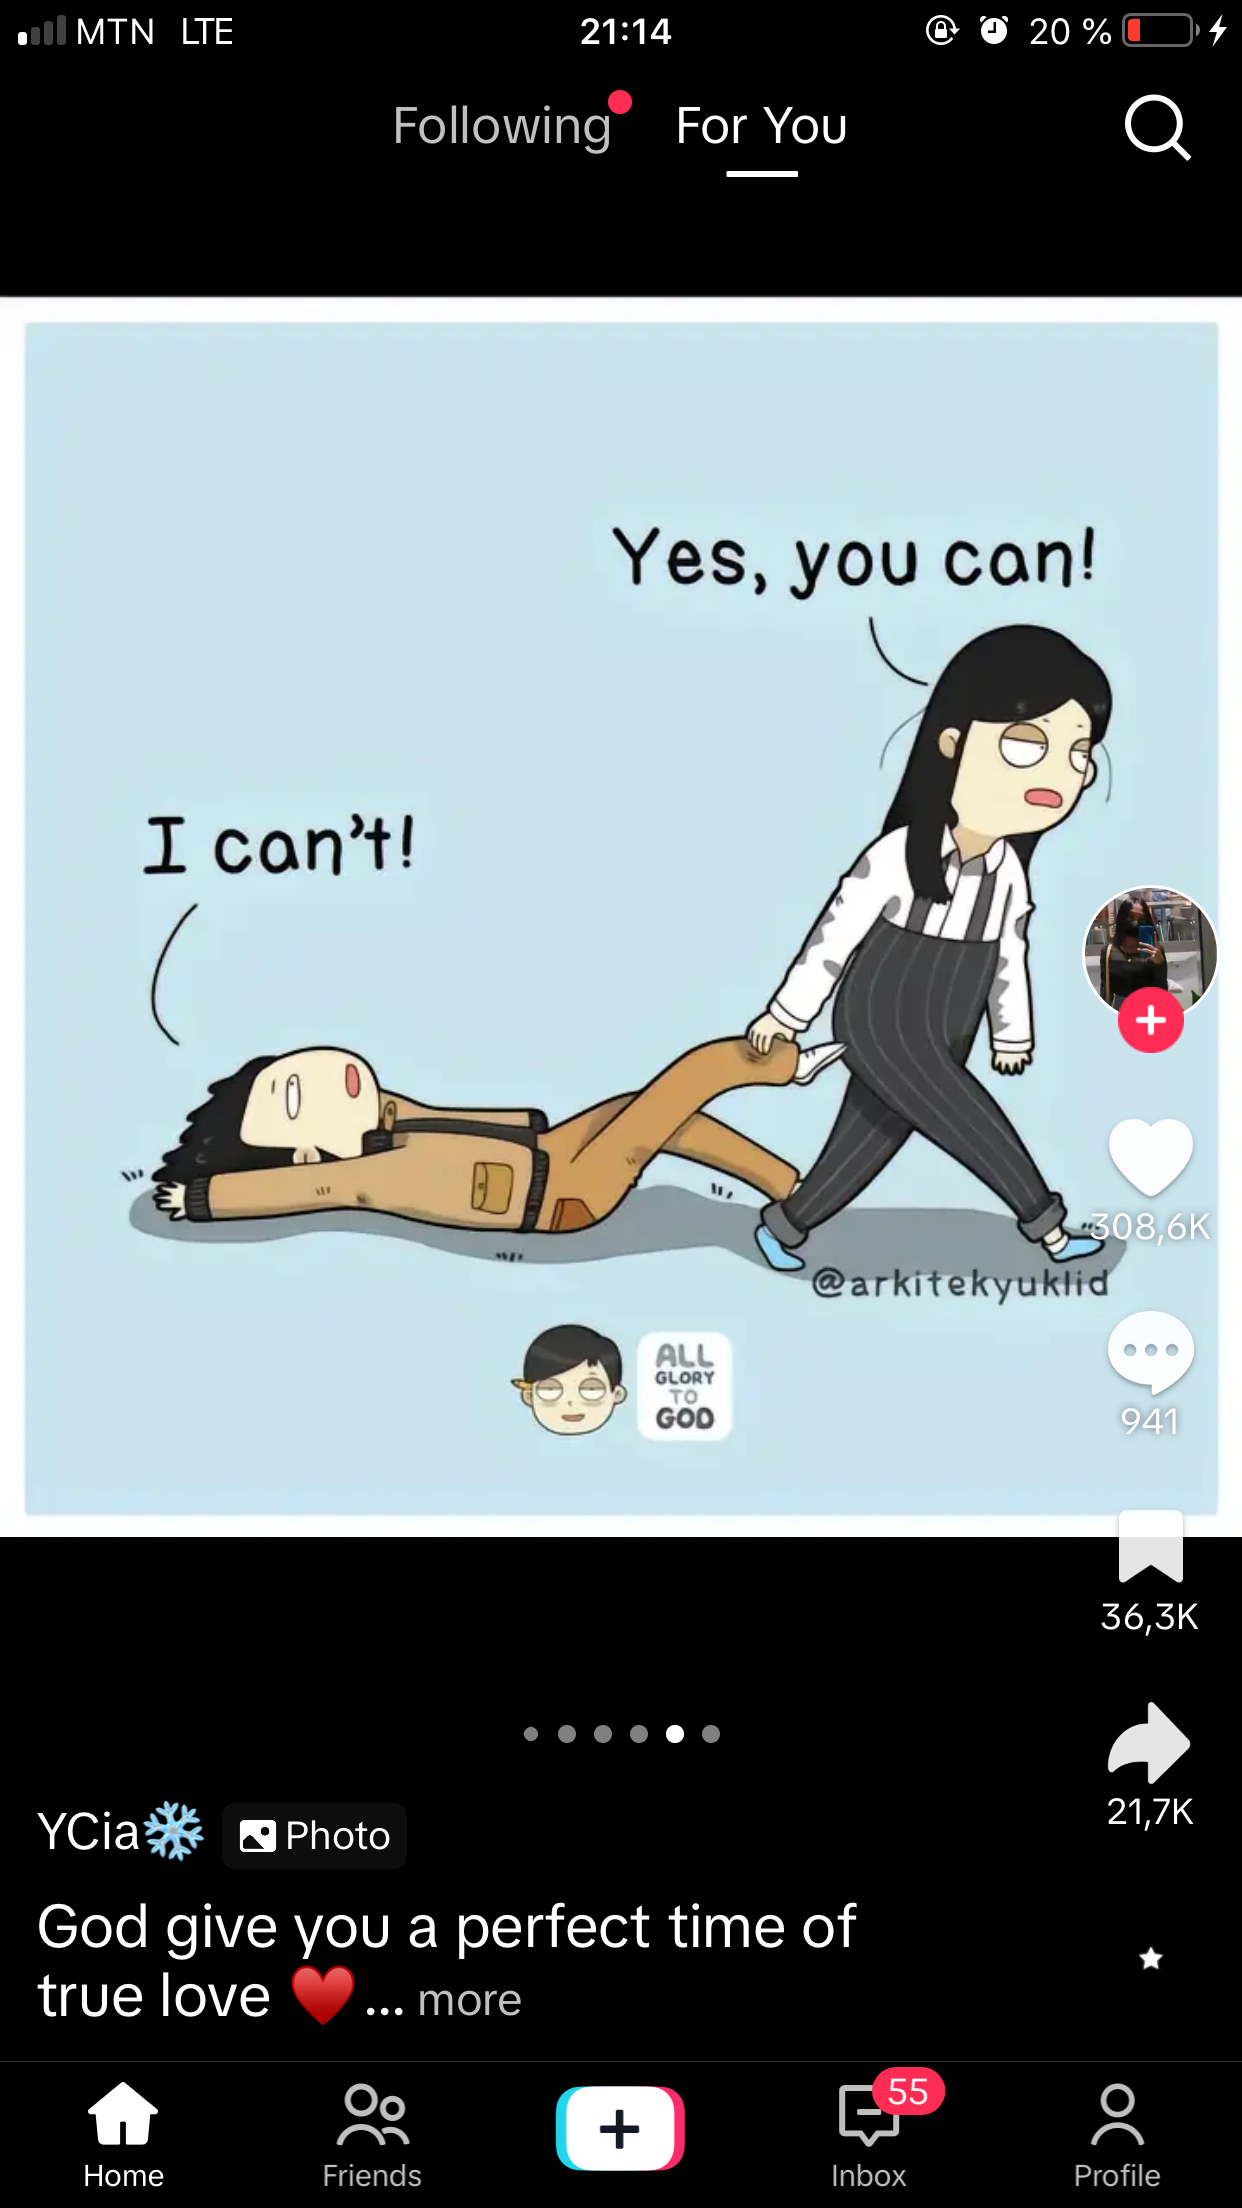 MTN LTE 21:14 20 %
Following For You
Yes, you can!
I can't!
@arkitekyuklid
ALL
GLORY
TO
GOD
308,6K
941
36,3K
21,7K
YCia❄️ Photo
God give you a perfect time of
true love ♥️... more
55
Home Friends Inbox Profile